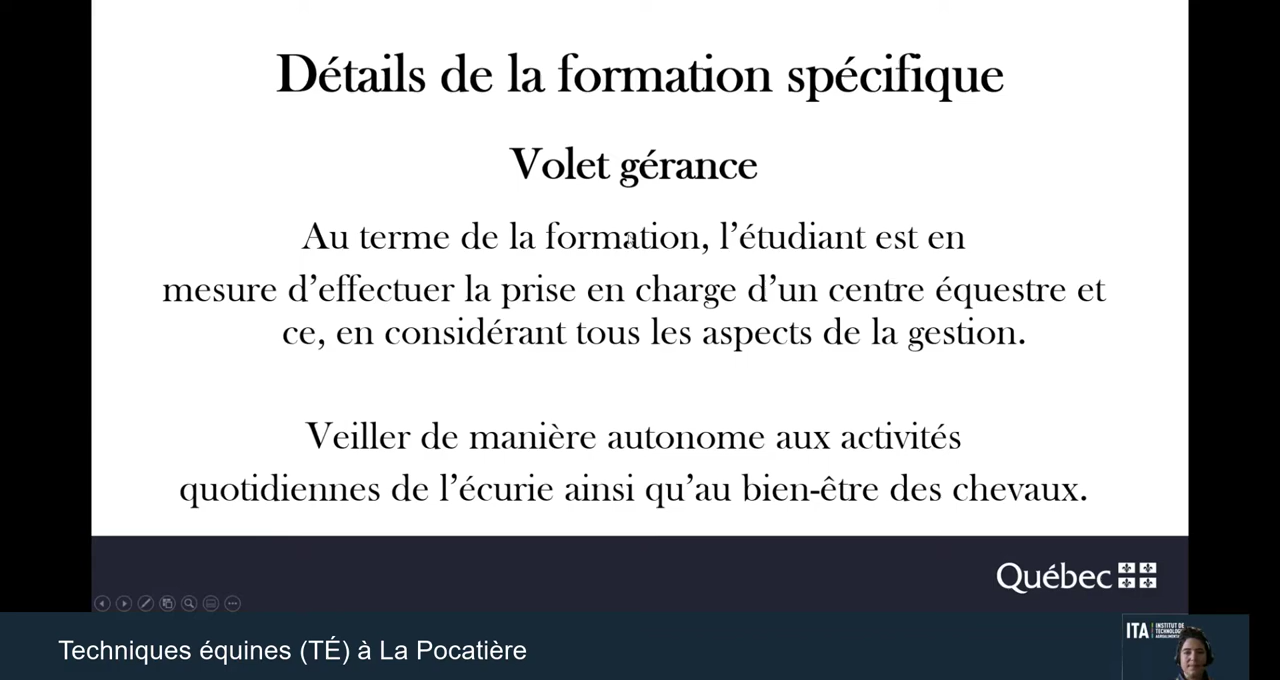 Détails de la formation spécifique
Volet gérance
Au terme de la formation, l’étudiant est en
mesure d’effectuer la prise en charge d’un centre équestre et
ce, en considérant tous les aspects de la gestion.
Veiller de manière autonome aux activités
quotidiennes de l’écurie ainsi qu’au bien-être des chevaux.
Québec
Techniques équines (TÉ) à La Pocatière
ITA
INSTITUT DE